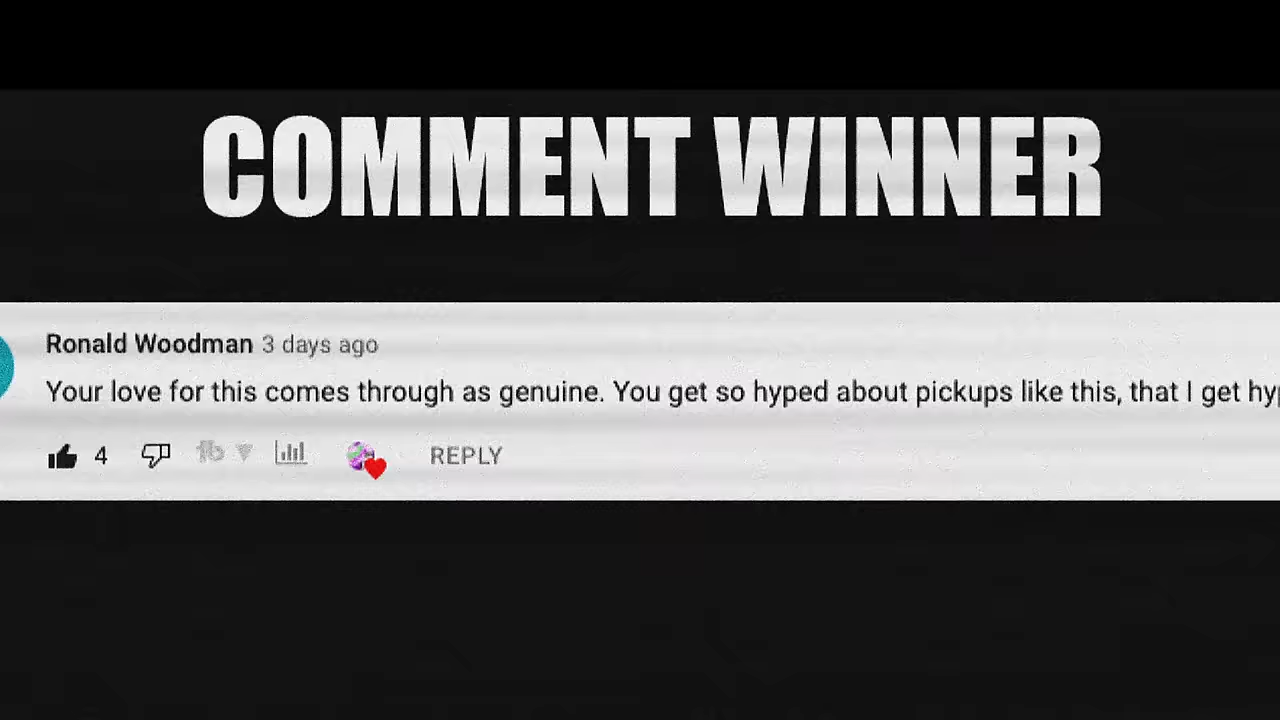 COMMENT WINNER
Ronald Woodman 3 days ago
Your love for this comes through as genuine. You get so hyped about pickups like this, that I get hyp
4
REPLY